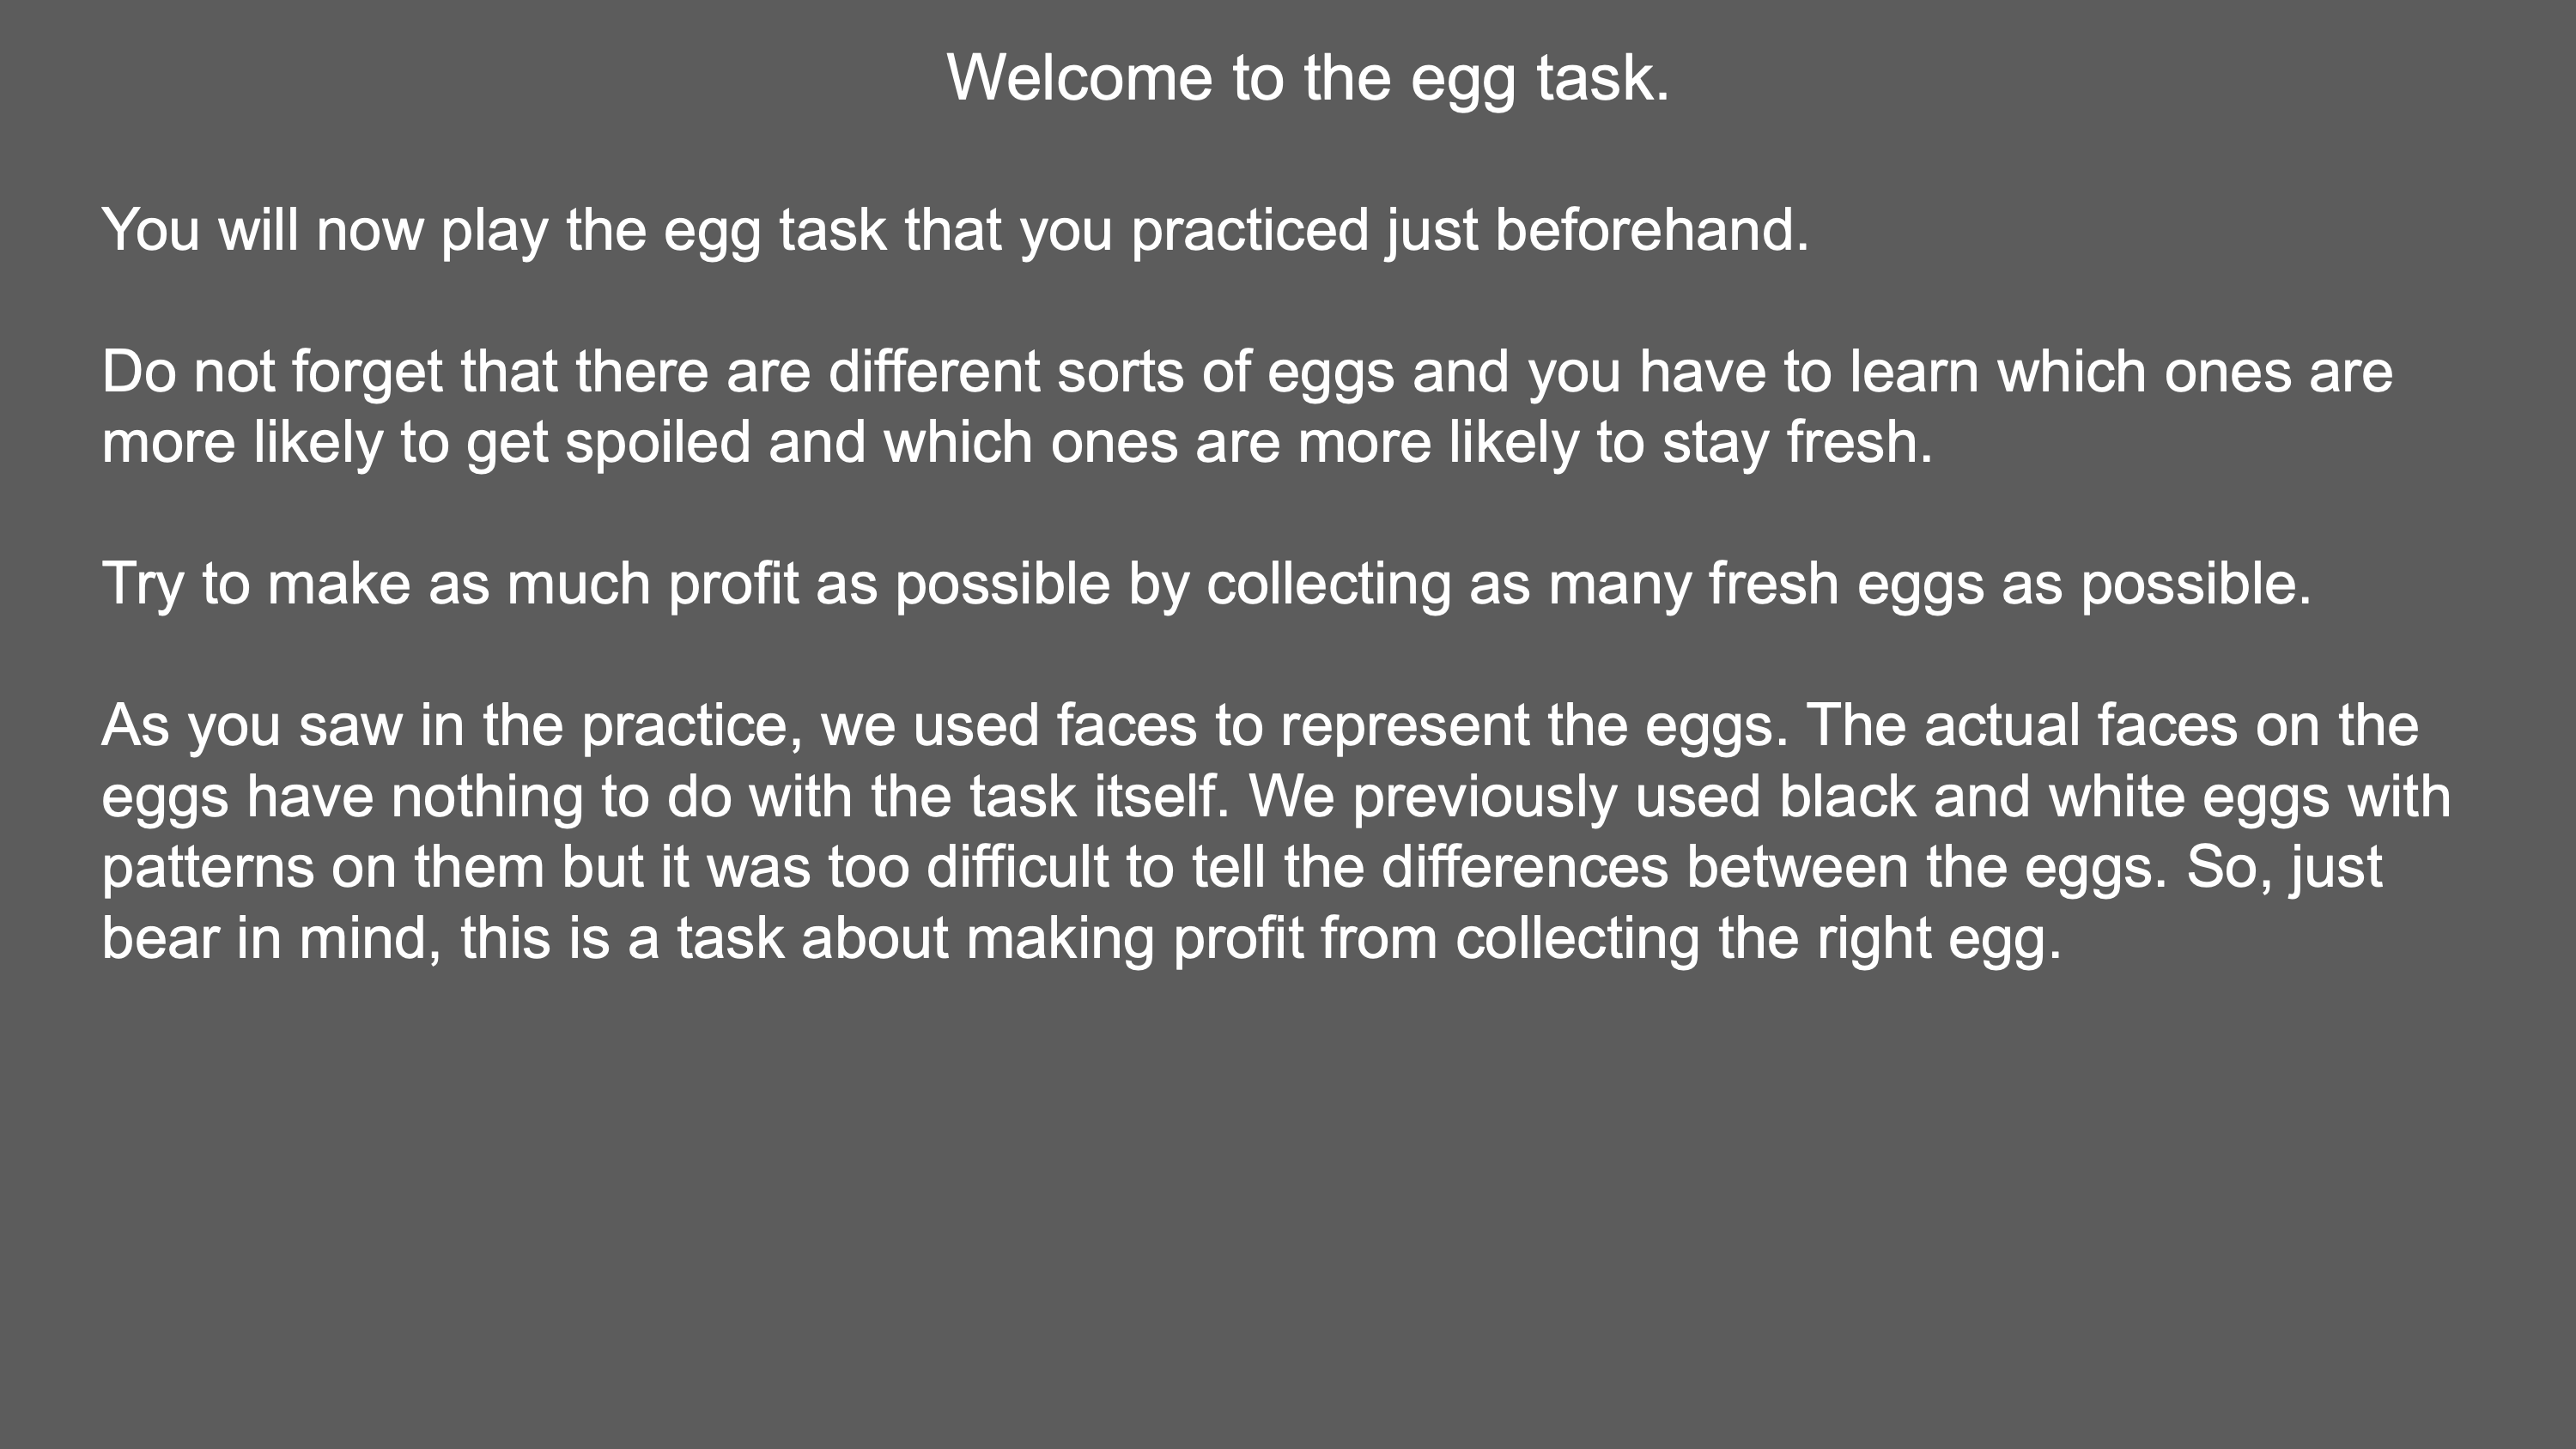 Welcome to the egg task.
You will now play the egg task that you practiced just beforehand.
Do not forget that there are different sorts of eggs and you have to learn which ones are
more likely to get spoiled and which ones are more likely to stay fresh.
Try to make as much profit as possible by collecting as many fresh eggs as possible.
As you saw in the practice, we used faces to represent the eggs. The actual faces on the
eggs have nothing to do with the task itself. We previously used black and white eggs with
patterns on them but it was too difficult to tell the differences between the eggs. So, just
bear in mind, this is a task about making profit from collecting the right egg.